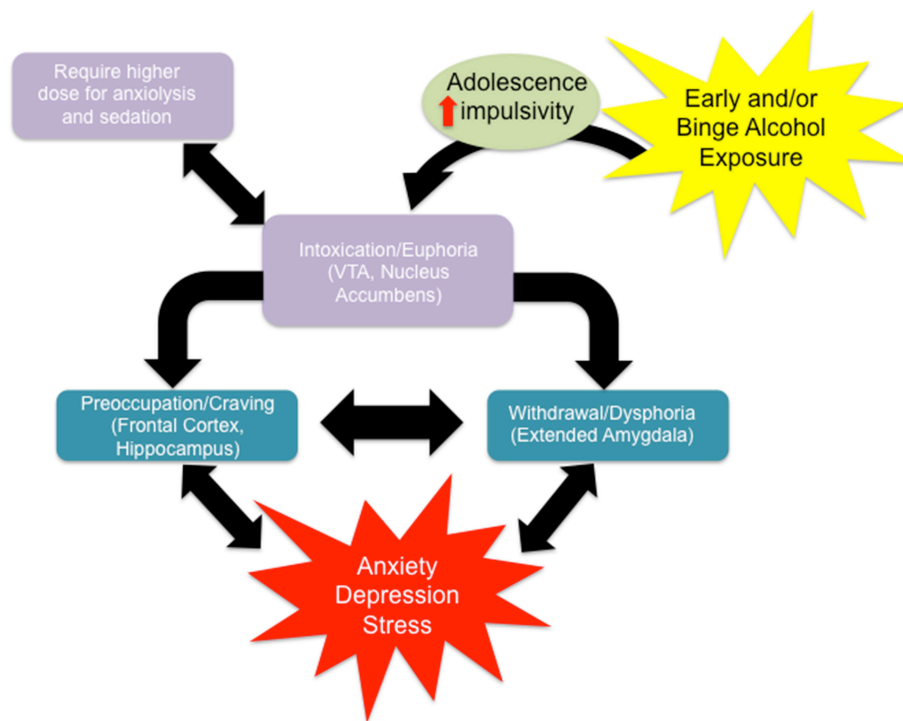 Require higher
dose for anxiolysis
and sedation
Adolescence
impulsivity
Early and/or
Binge Alcohol
Exposure
Intoxication/Euphoria
(VTA, Nucleus
Accumbens)
Preoccupation/Craving
(Frontal Cortex,
Hippocampus)
Withdrawal/Dysphoria
(Extended Amygdala)
Anxiety
Depression
Stress